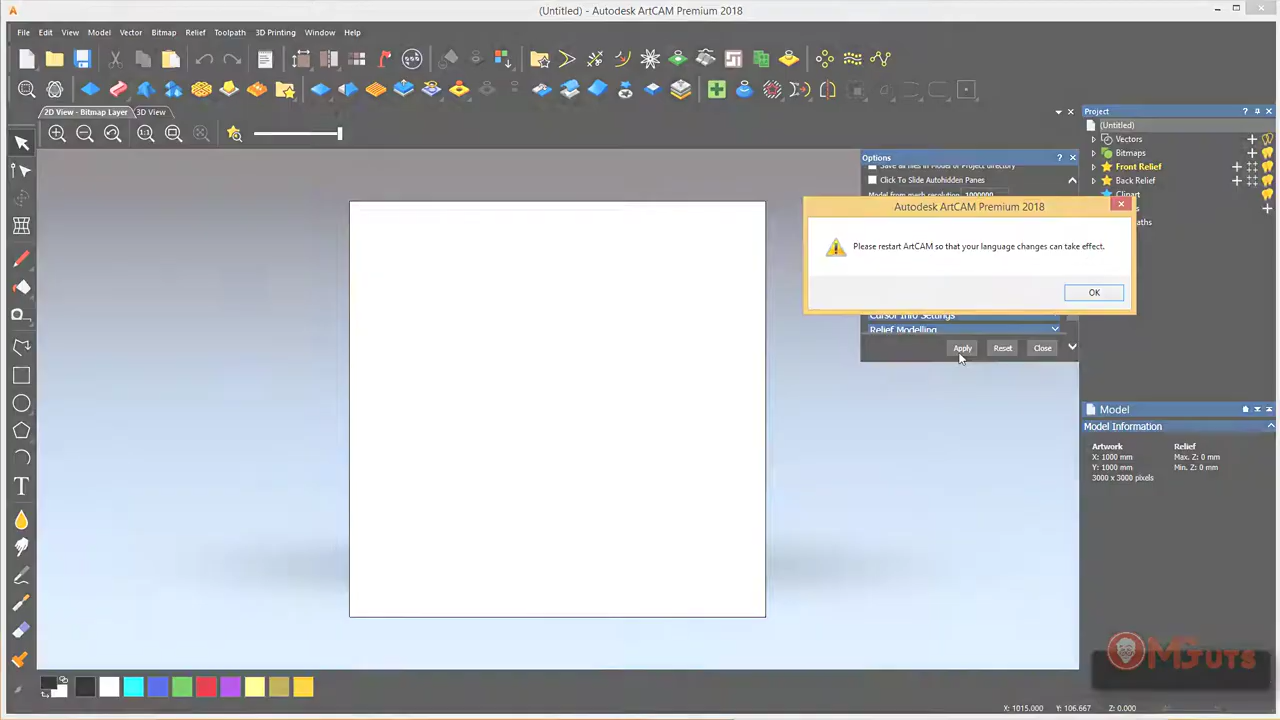 (Untitled) - Autodesk ArtCAM Premium 2018
File Edit View Model Vector Bitmap Relief Toolpath 3D Printing Window Help
2D View - Bitmap Layer 3D View
Options
Save all files in Model or Project directory
Click To Slide Autohidden Panes
Model from mesh resolution 1000000
Autodesk ArtCAM Premium 2018
Please restart ArtCAM so that your language changes can take effect.
OK
Cursor Info Settings
Relief Modelling
Apply Reset Close
Project
(Untitled)
Vectors
Bitmaps
Front Relief
Back Relief
Clipart
Model
Model Information
Artwork Relief
X: 1000 mm Max. Z: 0 mm
Y: 1000 mm Min. Z: 0 mm
3000 x 3000 pixels
X: 1015.000 Y: 106.667 Z: 0.000